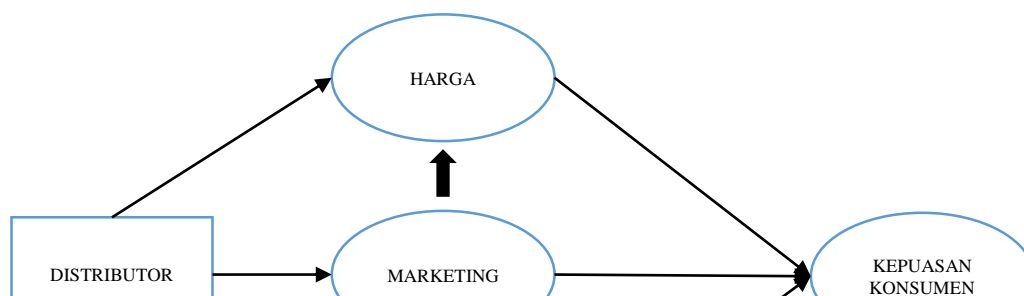 HARGA
DISTRIBUTOR
MARKETING
KEPUASAN
KONSUMEN